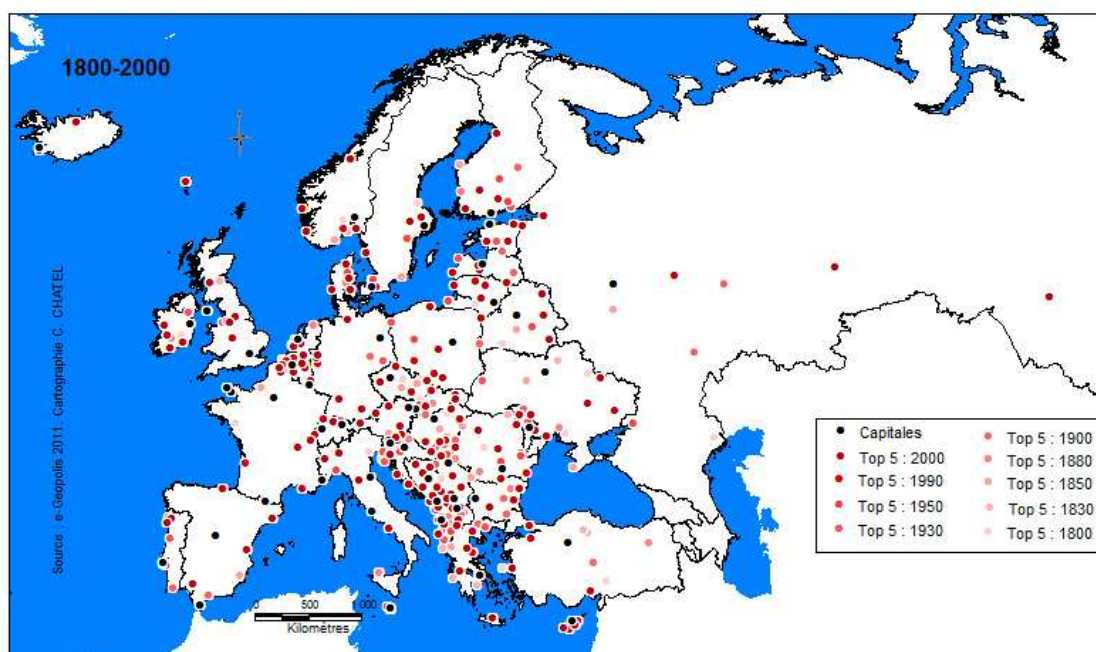 1800-2000
Source : e-Geopolis 2011. Cartographie C. CHATEL
Capitales
Top 5 : 2000
Top 5 : 1990
Top 5 : 1950
Top 5 : 1930
Top 5 : 1900
Top 5 : 1880
Top 5 : 1850
Top 5 : 1830
Top 5 : 1800
0 500 1 000
Kilomètres